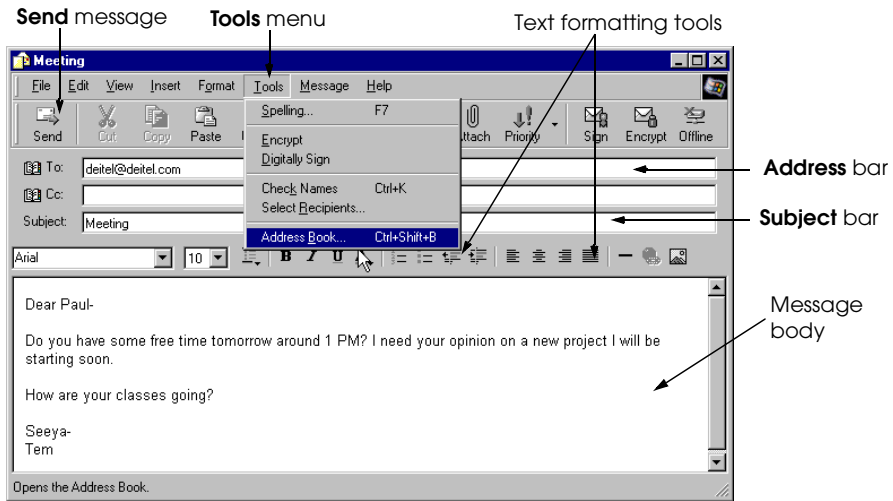 Send message
Tools menu
Text formatting tools
Meeting
File Edit View Insert Format Tools Message Help
Send Cut Copy Paste
ttach Priority Sign Encrypt Offline
Spelling... F7
Encrypt
Digitally Sign
Check Names Ctrl+K
Select Recipients...
Address Book... Ctrl+Shift+B
To: deitel@deitel.com
Cc:
Subject: Meeting
Address bar
Subject bar
Arial 10 B I U
Dear Paul-
Do you have some free time tomorrow around 1 PM? I need your opinion on a new project I will be
starting soon.
How are your classes going?
Seeya-
Tem
Message
body
Opens the Address Book.